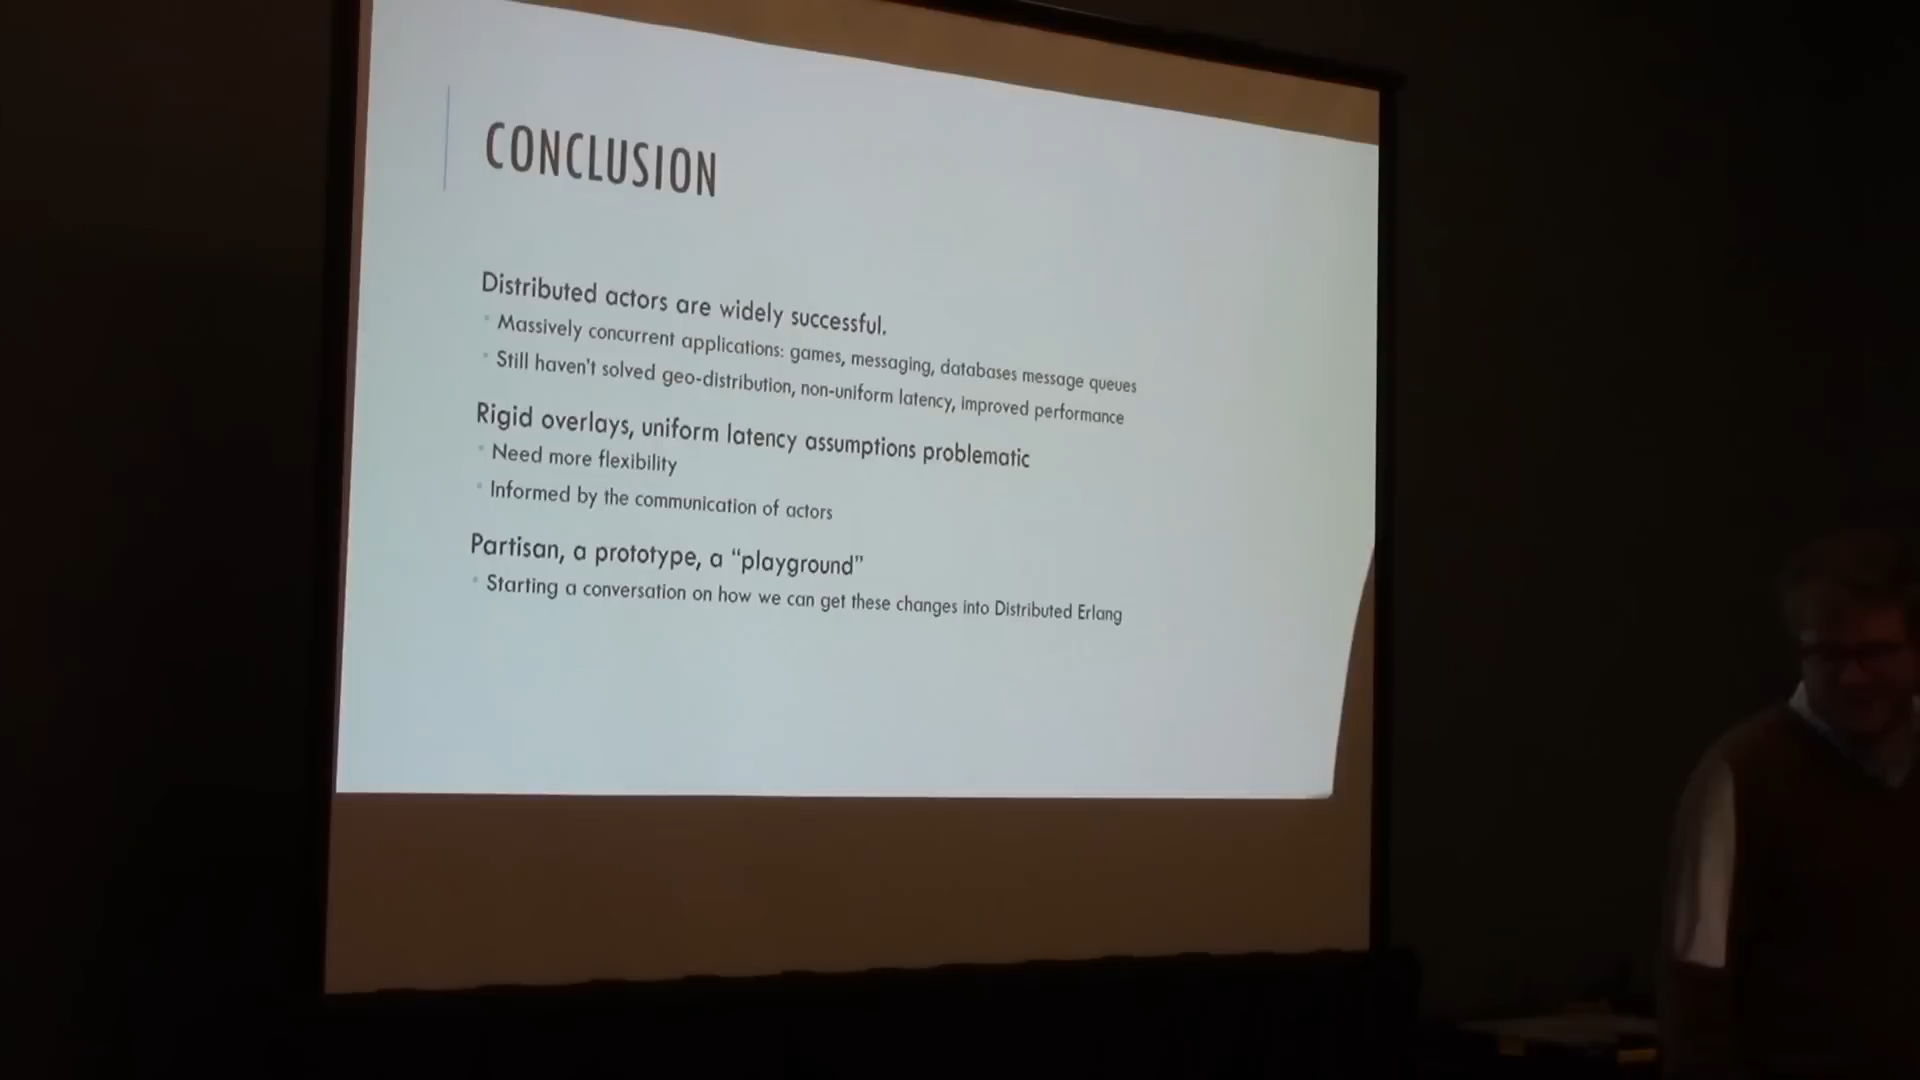 CONCLUSION
Distributed actors are widely successful.
Massively concurrent applications: games, messaging, databases message queues
Still haven't solved geo-distribution, non-uniform latency, improved performance
Rigid overlays, uniform latency assumptions problematic
Need more flexibility
Informed by the communication of actors
Partisan, a prototype, a “playground”
Starting a conversation on how we can get these changes into Distributed Erlang